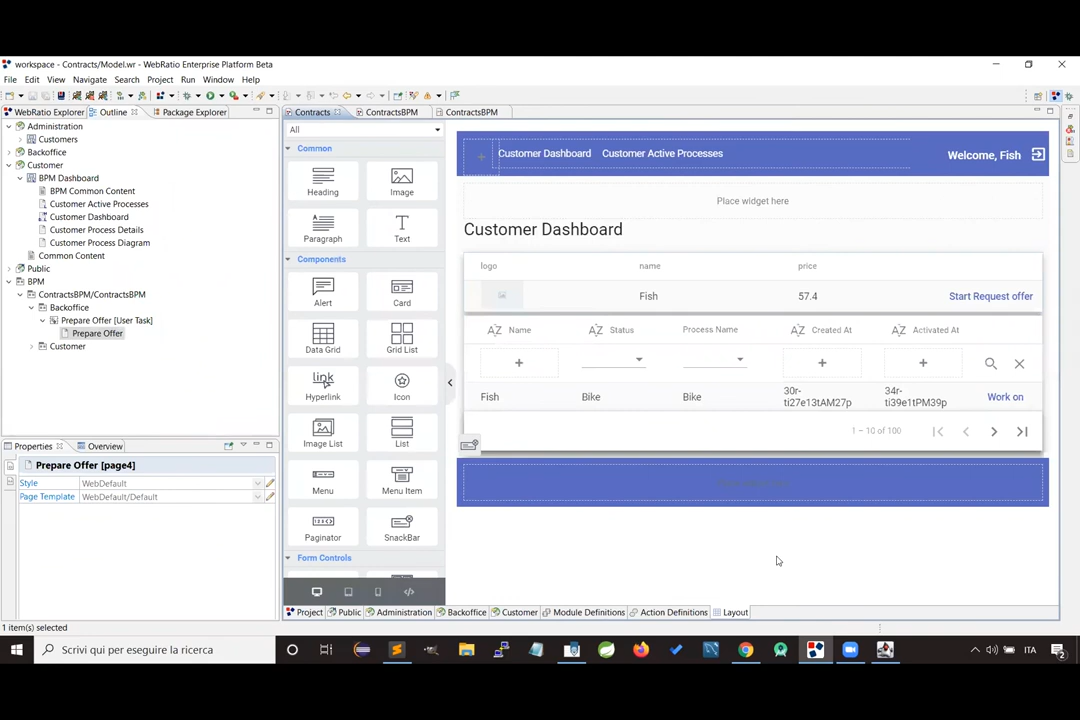 workspace - Contracts/Model.wr - WebRatio Enterprise Platform Beta
File Edit View Navigate Search Project Run Window Help
WebRatio Explorer Outline Package Explorer
Administration
Customers
Backoffice
Customer
BPM Dashboard
BPM Common Content
Customer Active Processes
Customer Dashboard
Customer Process Details
Customer Process Diagram
Common Content
Public
BPM
ContractsBPM/ContractsBPM
Backoffice
Prepare Offer [User Task]
Prepare Offer
Customer
Properties Overview
Prepare Offer [page4]
Style WebDefault
Page Template WebDefault/Default
1 item(s) selected
Contracts ContractsBPM ContractsBPM
All
Common
Heading Image
Paragraph Text
Components
Alert Card
Data Grid Grid List
link
Hyperlink Icon
Image List List
Menu Menu Item
Paginator SnackBar
Form Controls
Customer Dashboard Customer Active Processes Welcome, Fish
Place widget here
Customer Dashboard
logo name price
Fish 57.4 Start Request offer
Name Status Process Name Created At Activated At
Fish Bike Bike 30r-ti27e13tAM27p 34r-ti39e1tPM39p Work on
1 – 10 of 100
Project Public Administration Backoffice Customer Module Definitions Action Definitions Layout
Scrivi qui per eseguire la ricerca
ITA
2